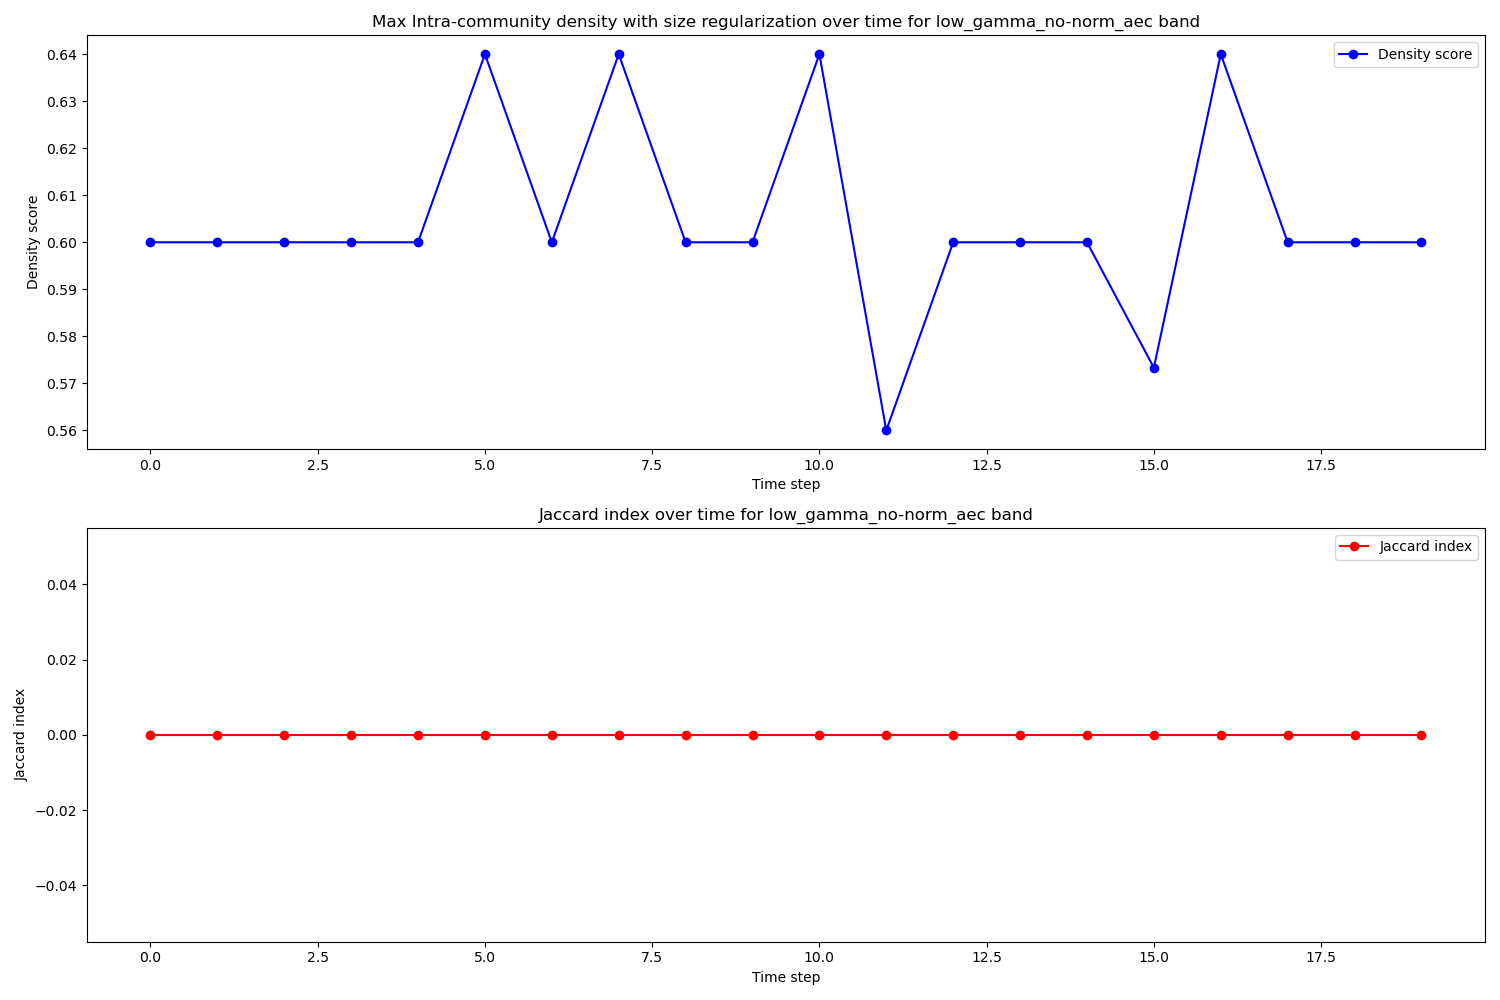 Max Intra-community density with size regularization over time for low_gamma_no-norm_aec band
Density score
0.64
0.63
0.62
0.61
0.60
0.59
0.58
0.57
0.56
Density score
0.0 2.5 5.0 7.5 10.0 12.5 15.0 17.5
Time step
Jaccard index over time for low_gamma_no-norm_aec band
Jaccard index
0.04
0.02
0.00
−0.02
−0.04
Jaccard index
0.0 2.5 5.0 7.5 10.0 12.5 15.0 17.5
Time step